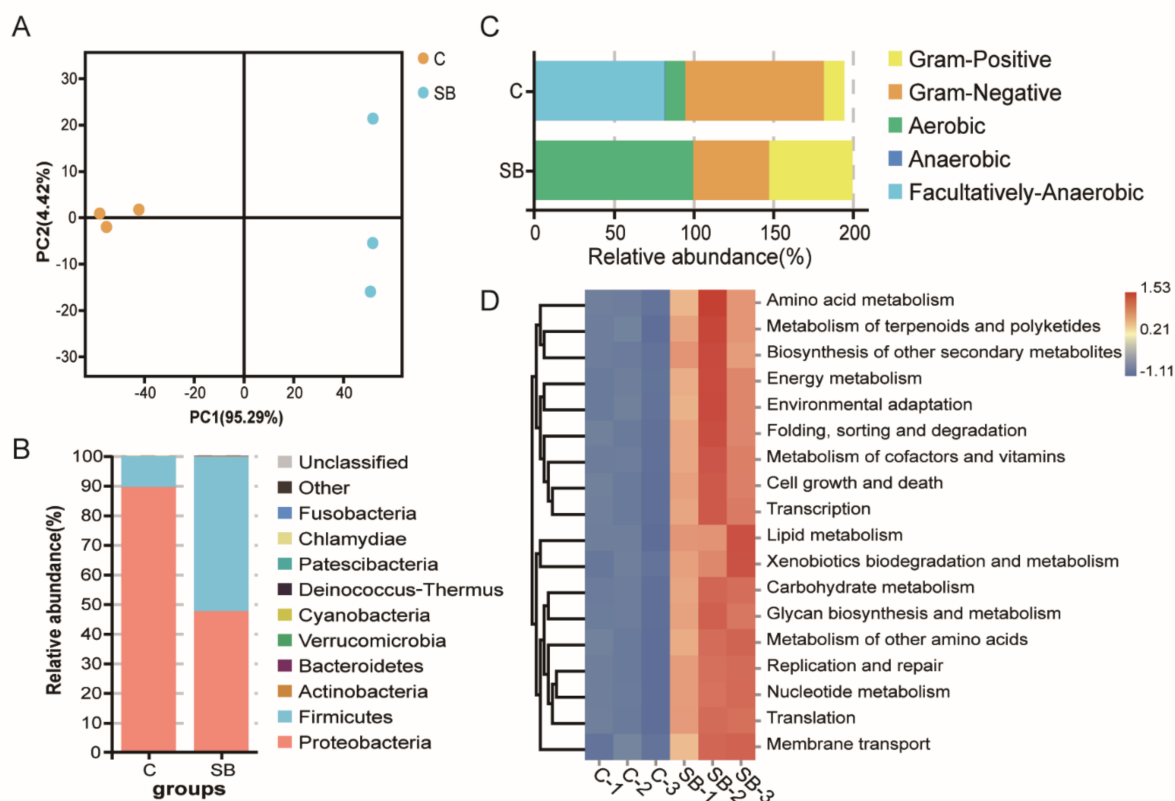 A
C
SB
30
20
10
0
-10
-20
-30
PC2(4.42%)
-40
-20
0
20
40
PC1(95.29%)
B
100
90
80
70
60
50
40
30
20
10
0
Relative abundance(%)
C
SB
groups
Unclassified
Other
Fusobacteria
Chlamydiae
Patescibacteria
Deinococcus-Thermus
Cyanobacteria
Verrucomicrobia
Bacteroidetes
Actinobacteria
Firmicutes
Proteobacteria
C
C
SB
0
50
100
150
200
Relative abundance(%)
Gram-Positive
Gram-Negative
Aerobic
Anaerobic
Facultatively-Anaerobic
D
Amino acid metabolism
Metabolism of terpenoids and polyketides
Biosynthesis of other secondary metabolites
Energy metabolism
Environmental adaptation
Folding, sorting and degradation
Metabolism of cofactors and vitamins
Cell growth and death
Transcription
Lipid metabolism
Xenobiotics biodegradation and metabolism
Carbohydrate metabolism
Glycan biosynthesis and metabolism
Metabolism of other amino acids
Replication and repair
Nucleotide metabolism
Translation
Membrane transport
C-1
C-2
C-3
SB-1
SB-2
SB-3
1.53
0.21
-1.11